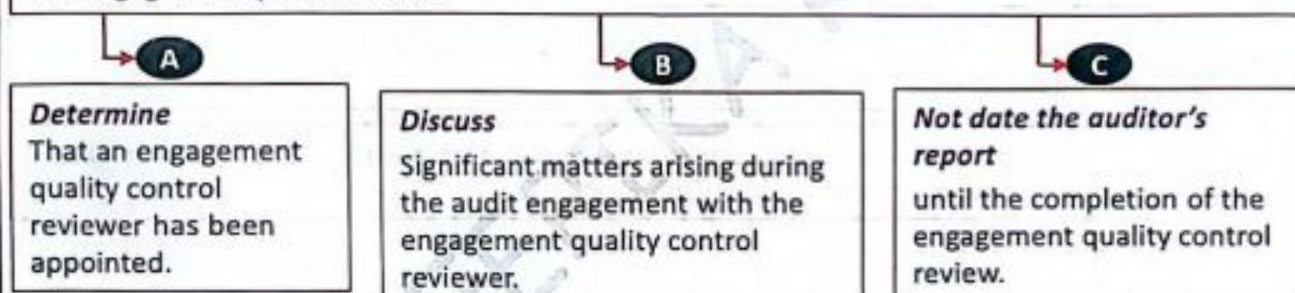 A
B
C
Determine
That an engagement
quality control
reviewer has been
appointed.
Discuss
Significant matters arising during
the audit engagement with the
engagement quality control
reviewer.
Not date the auditor's
report
until the completion of the
engagement quality control
review.